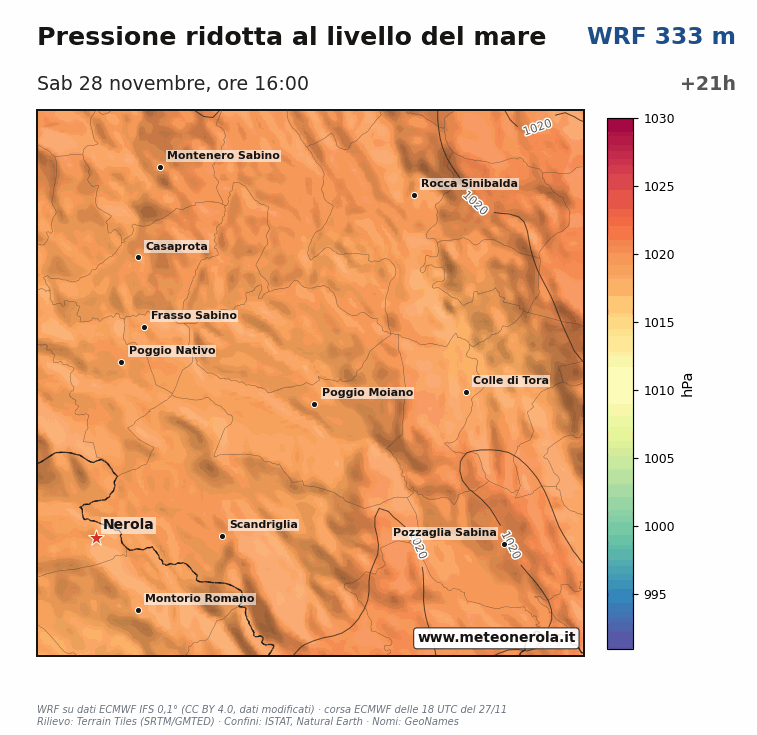 Pressione ridotta al livello del mare
WRF 333 m
Sab 28 novembre, ore 16:00
+21h
1020
Montenero Sabino
Rocca Sinibalda
1020
Casaprota
Frasso Sabino
Poggio Nativo
Poggio Moiano
Colle di Tora
Nerola
Scandriglia
Pozzaglia Sabina
1020
1020
Montorio Romano
www.meteonerola.it
1030
1025
1020
1015
1010
1005
1000
995
hPa
WRF su dati ECMWF IFS 0,1° (CC BY 4.0, dati modificati) · corsa ECMWF delle 18 UTC del 27/11
Rilievo: Terrain Tiles (SRTM/GMTED) · Confini: ISTAT, Natural Earth · Nomi: GeoNames